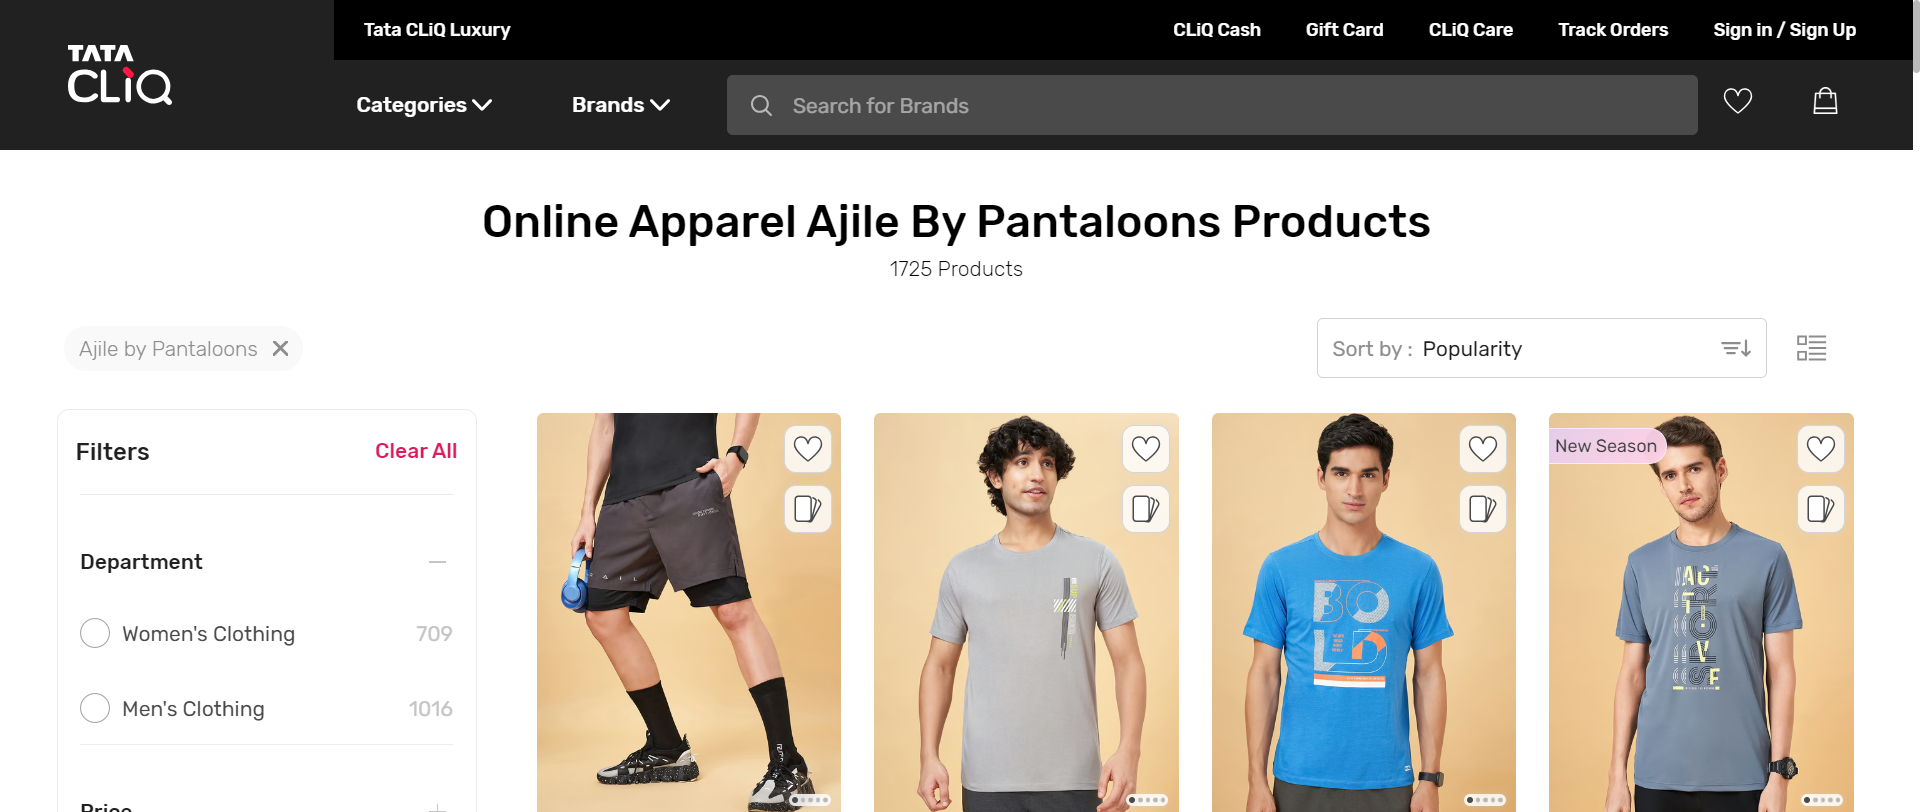 Tata CLiQ Luxury
CLiQ Cash
Gift Card
CLiQ Care
Track Orders
Sign in / Sign Up
TATA
CLiQ
Categories
Brands
Search for Brands
Online Apparel Ajile By Pantaloons Products
1725 Products
Ajile by Pantaloons
Sort by : Popularity
Filters
Clear All
New Season
Department
Women's Clothing 709
Men's Clothing 1016
Price
BOLD
ACTIVE
SPORT